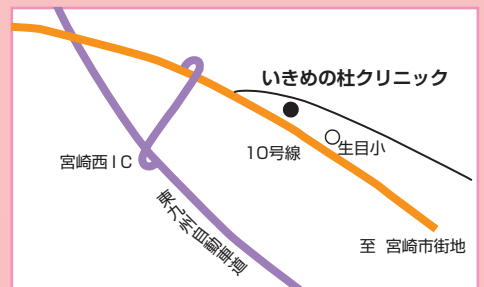 いきめの杜クリニック
10号線
生目小
宮崎西IC
東九州自動車道
至 宮崎市街地